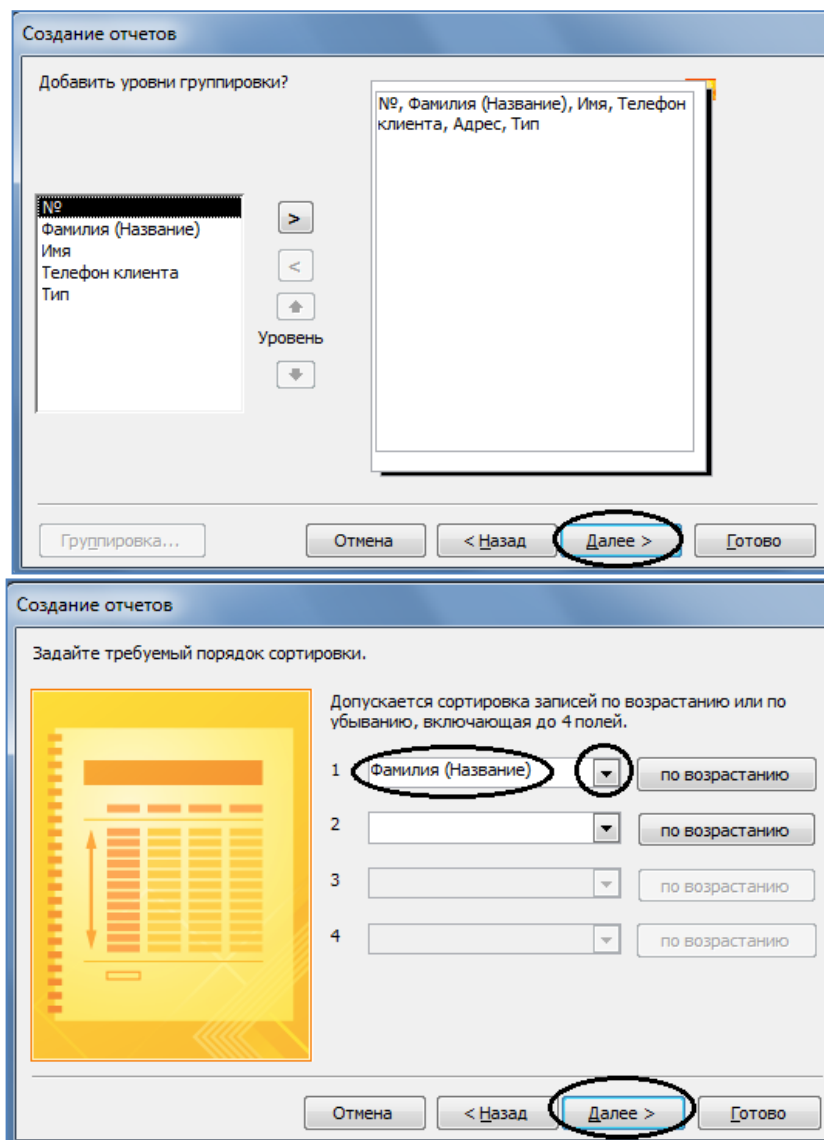 Создание отчетов
Добавить уровни группировки?
№, Фамилия (Название), Имя, Телефон
клиента, Адрес, Тип
№
Фамилия (Название)
Имя
Телефон клиента
Тип
>
<
Уровень
Группировка...
Отмена
< Назад
Далее >
Готово
Создание отчетов
Задайте требуемый порядок сортировки.
Допускается сортировка записей по возрастанию или по
убыванию, включающая до 4 полей.
1 Фамилия (Название) по возрастанию
2 по возрастанию
3 по возрастанию
4 по возрастанию
Отмена
< Назад
Далее >
Готово